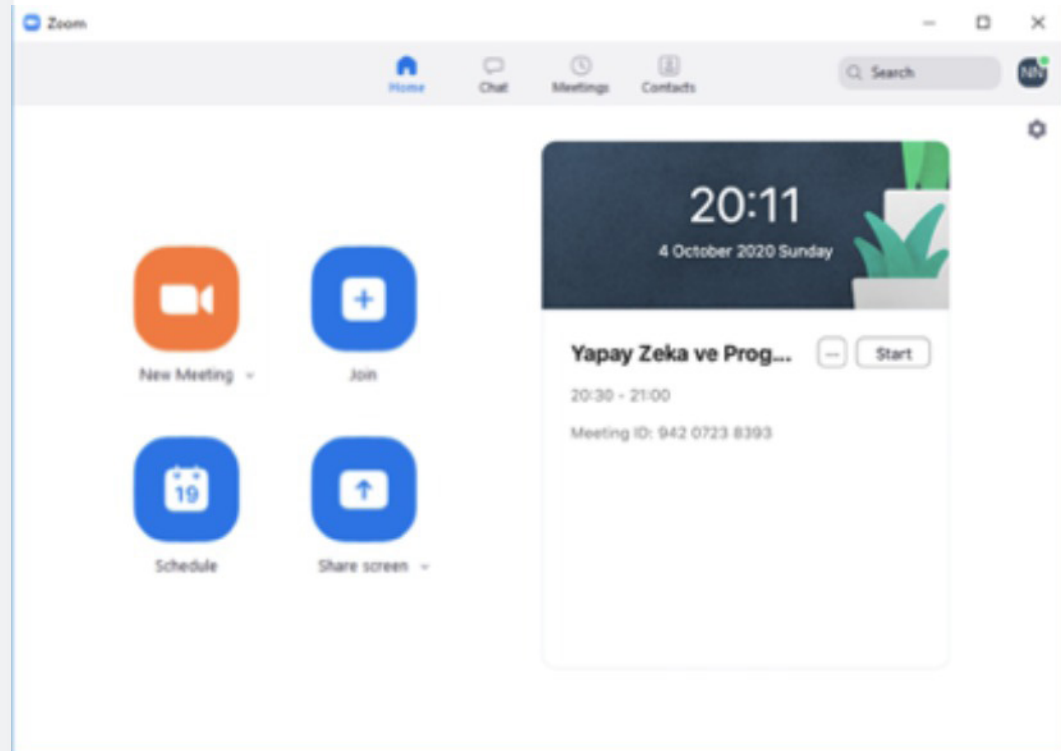 Zoom
Home Chat Meetings Contacts Search NN
20:11
4 October 2020 Sunday
New Meeting
Join
Yapay Zeka ve Prog... ... Start
20:30 - 21:00
Meeting ID: 942 0723 8393
19
Schedule
Share screen